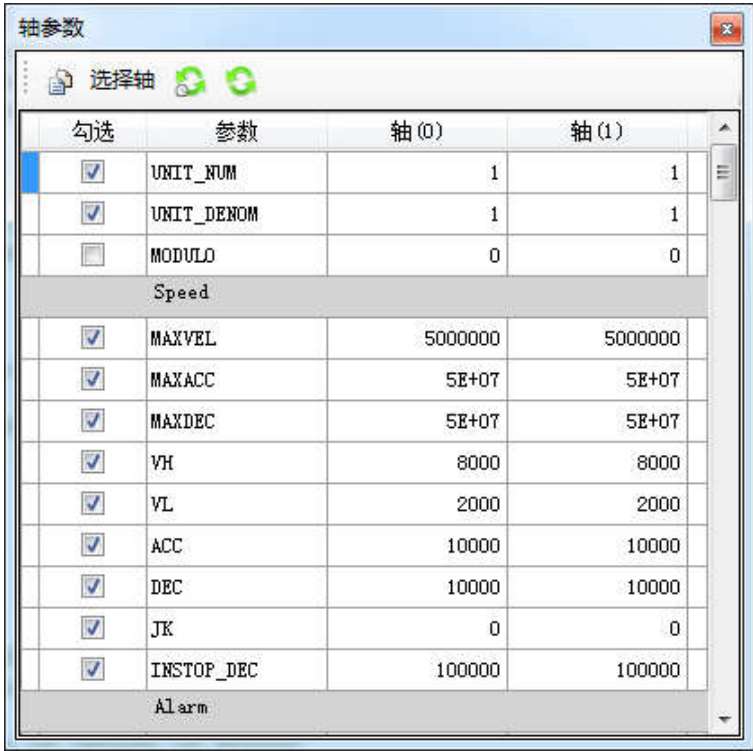 轴参数
选择轴
勾选 参数 轴(0) 轴(1)
UNIT_NUM 1 1
UNIT_DENOM 1 1
MODULO 0 0
Speed
MAXVEL 5000000 5000000
MAXACC 5E+07 5E+07
MAXDEC 5E+07 5E+07
VH 8000 8000
VL 2000 2000
ACC 10000 10000
DEC 10000 10000
JK 0 0
INSTOP_DEC 100000 100000
Alarm